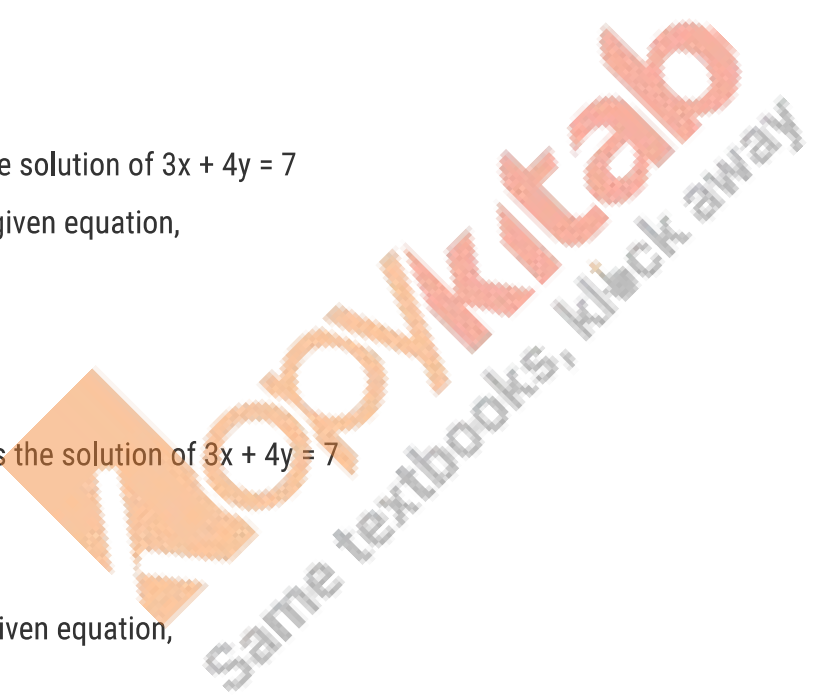 e solution of 3x + 4y = 7
given equation,
s the solution of 3x + 4y = 7
iven equation,
Kopykitab
Same textbooks, klick away